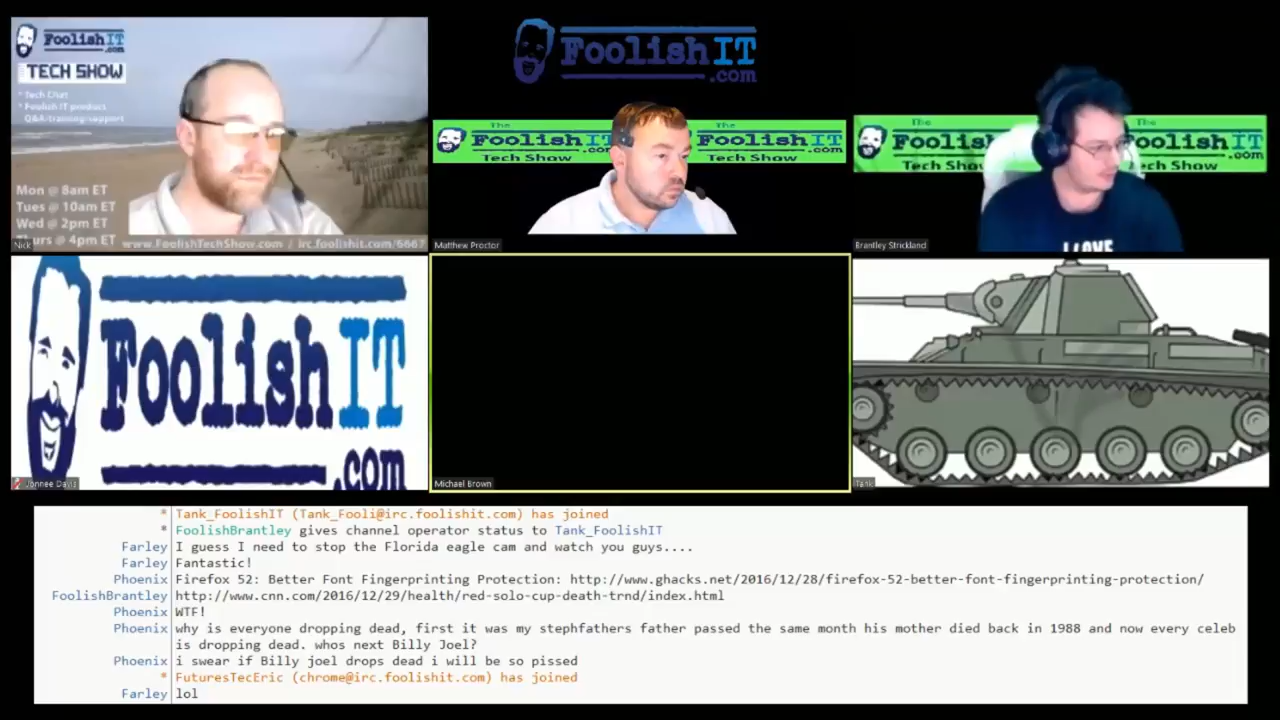 FoolishIT
.com
TECH SHOW
* Tech Chat
* Foolish IT product
Q&A/training/support
Mon @ 8am ET
Tues @ 10am ET
Wed @ 2pm ET
Thurs @ 4pm ET
www.FoolishTechShow.com / irc.foolishit.com/6667
Nick
FoolishIT
.com
The
FoolishIT
.com
Tech Show
The
FoolishIT
.com
Tech Show
Matthew Proctor
The
Foolish
Tech Show
The
IT
.com
Tech Show
I LOVE
Brantley Strickland
FoolishIT
.com
Vonnee Davis
Michael Brown
Tank
* Tank_FoolishIT (Tank_Fooli@irc.foolishit.com) has joined
* FoolishBrantley gives channel operator status to Tank_FoolishIT
Farley I guess I need to stop the Florida eagle cam and watch you guys....
Farley Fantastic!
Phoenix Firefox 52: Better Font Fingerprinting Protection: http://www.ghacks.net/2016/12/28/firefox-52-better-font-fingerprinting-protection/
FoolishBrantley http://www.cnn.com/2016/12/29/health/red-solo-cup-death-trnd/index.html
Phoenix WTF!
Phoenix why is everyone dropping dead, first it was my stephfathers father passed the same month his mother died back in 1988 and now every celeb
is dropping dead. whos next Billy Joel?
Phoenix i swear if Billy joel drops dead i will be so pissed
* FuturesTecEric (chrome@irc.foolishit.com) has joined
Farley lol